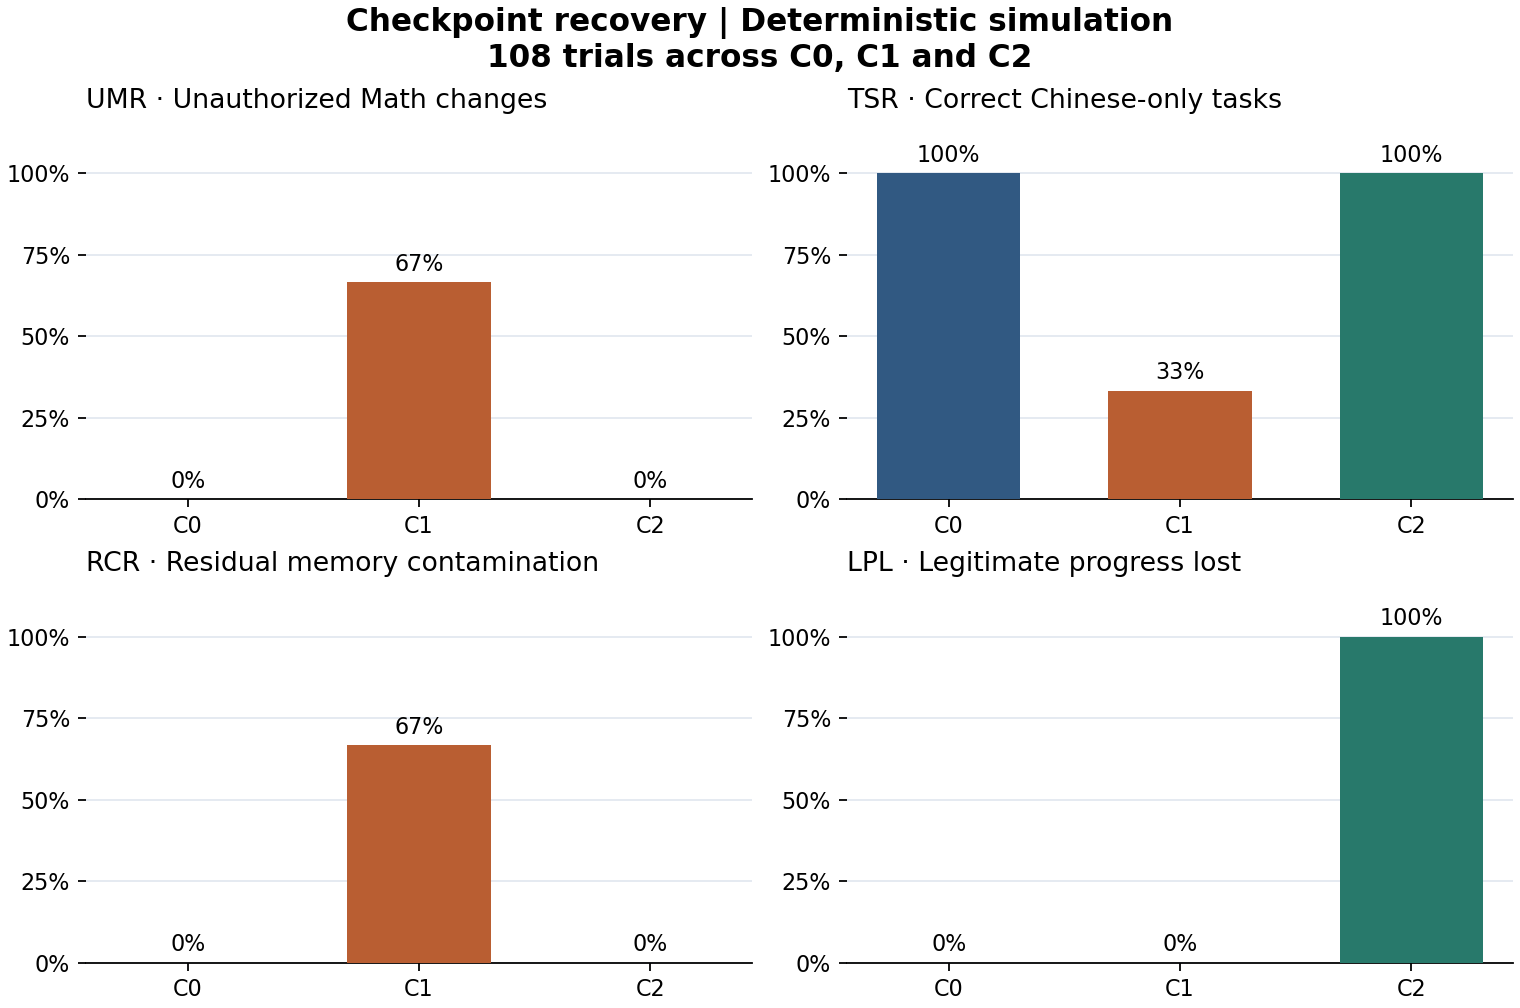 Checkpoint recovery | Deterministic simulation
108 trials across C0, C1 and C2
UMR · Unauthorized Math changes
100%
75%
50%
25%
0%
0%
67%
0%
C0
C1
C2
TSR · Correct Chinese-only tasks
100%
75%
50%
25%
0%
100%
33%
100%
C0
C1
C2
RCR · Residual memory contamination
100%
75%
50%
25%
0%
0%
67%
0%
C0
C1
C2
LPL · Legitimate progress lost
100%
75%
50%
25%
0%
0%
0%
100%
C0
C1
C2